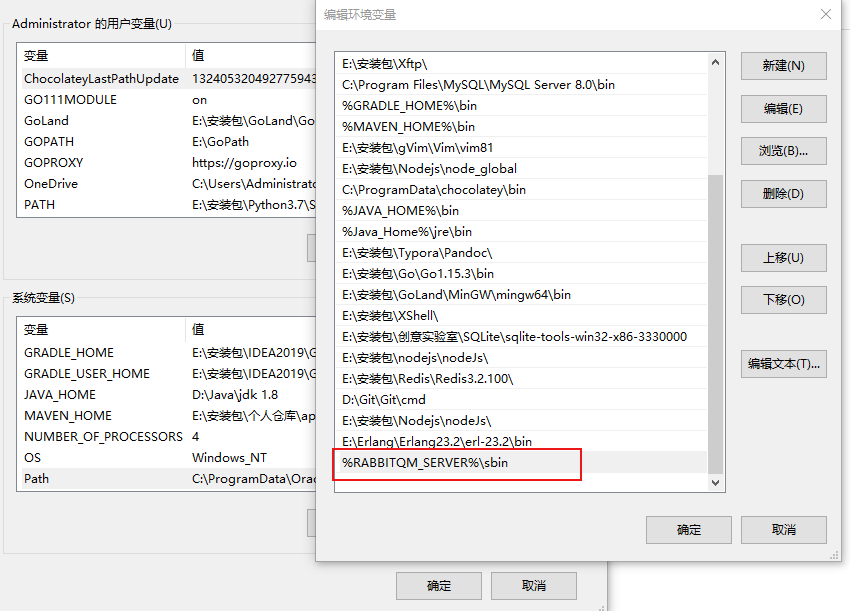 Administrator 的用户变量(U)
变量 值
ChocolateyLastPathUpdate 132405320492775943
GO111MODULE on
GoLand E:\安装包\GoLand\Go
GOPATH E:\GoPath
GOPROXY https://goproxy.io
OneDrive C:\Users\Administrato
PATH E:\安装包\Python3.7\S
系统变量(S)
变量 值
GRADLE_HOME E:\安装包\IDEA2019\G
GRADLE_USER_HOME E:\安装包\IDEA2019\G
JAVA_HOME D:\Java\jdk 1.8
MAVEN_HOME E:\安装包\个人仓库\ap
NUMBER_OF_PROCESSORS 4
OS Windows_NT
Path C:\ProgramData\Orac
确定
取消
编辑环境变量
E:\安装包\Xftp\
C:\Program Files\MySQL\MySQL Server 8.0\bin
%GRADLE_HOME%\bin
%MAVEN_HOME%\bin
E:\安装包\gVim\Vim\vim81
E:\安装包\Nodejs\node_global
C:\ProgramData\chocolatey\bin
%JAVA_HOME%\bin
%Java_Home%\jre\bin
E:\安装包\Typora\Pandoc\
E:\安装包\Go\Go1.15.3\bin
E:\安装包\GoLand\MinGW\mingw64\bin
E:\安装包\XShell\
E:\安装包\创意实验室\SQLite\sqlite-tools-win32-x86-3330000
E:\安装包\nodejs\nodeJs\
E:\安装包\Redis\Redis3.2.100\
D:\Git\Git\cmd
E:\安装包\Nodejs\nodeJs\
E:\Erlang\Erlang23.2\erl-23.2\bin
%RABBITQM_SERVER%\sbin
新建(N)
编辑(E)
浏览(B)...
删除(D)
上移(U)
下移(O)
编辑文本(T)...
确定
取消